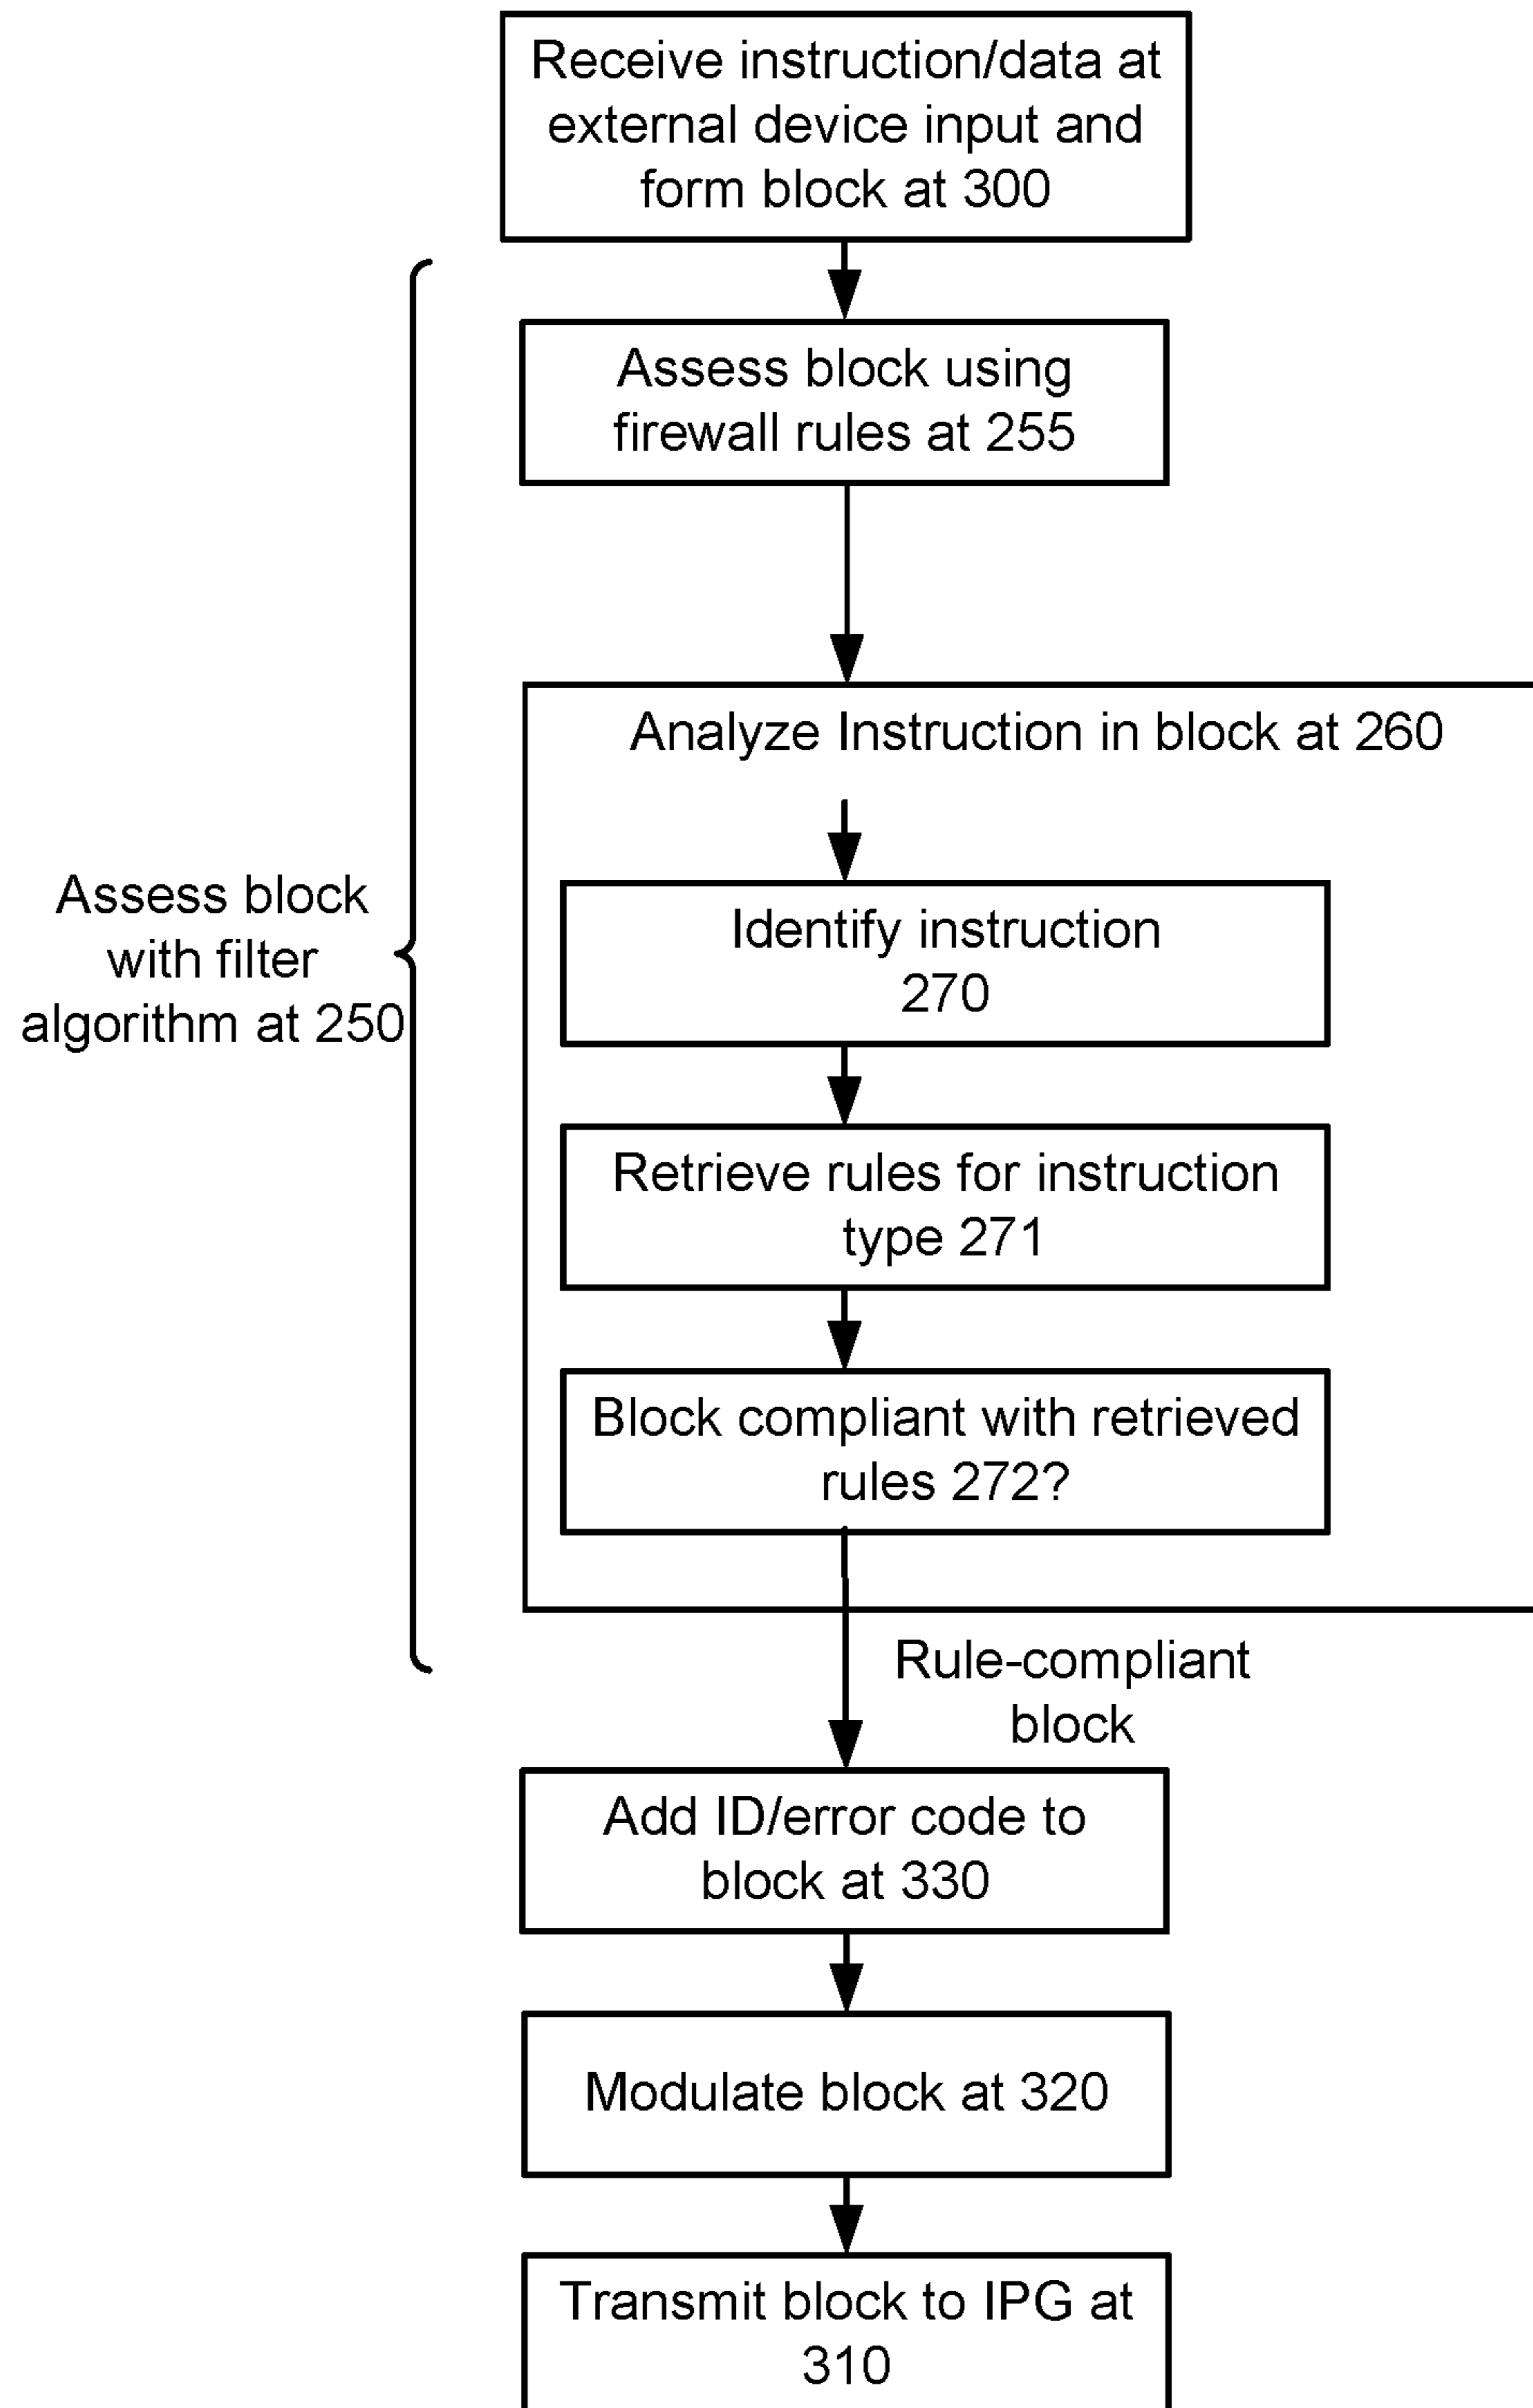 Receive instruction/data at
external device input and
form block at 300
Assess block using
firewall rules at 255
Analyze Instruction in block at 260
Assess block
with filter
algorithm at 250
Identify instruction
270
Retrieve rules for instruction
type 271
Block compliant with retrieved
rules 272?
Rule-compliant
block
Add ID/error code to
block at 330
Modulate block at 320
Transmit block to IPG at
310